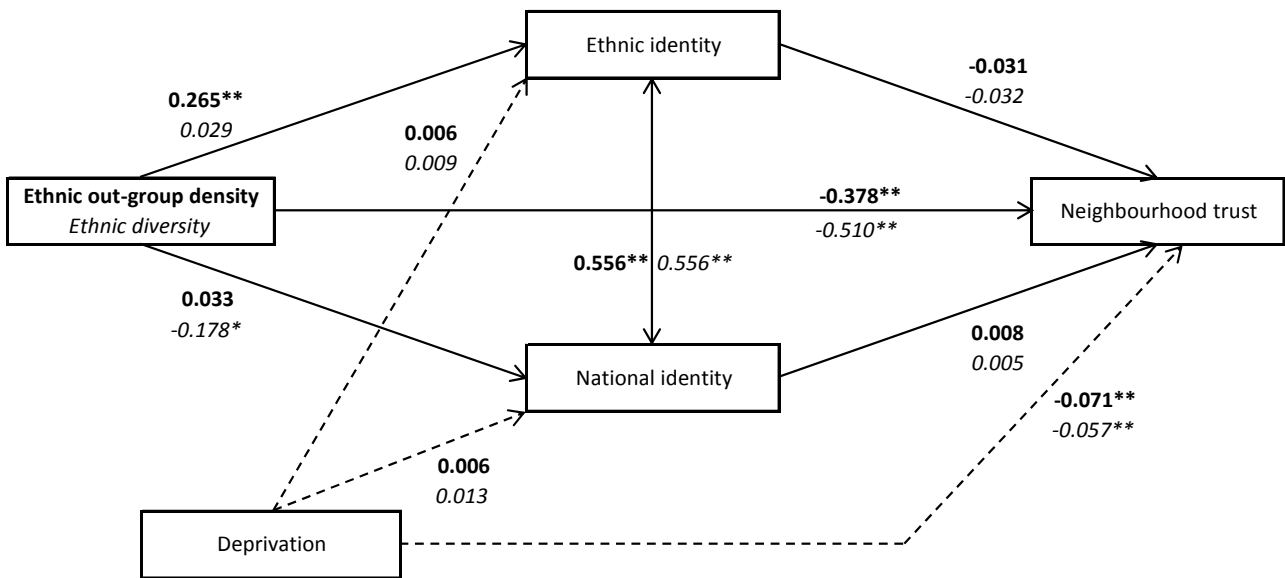 Ethnic identity
-0.031
-0.032
0.265**
0.029
0.006
0.009
Ethnic out-group density
Ethnic diversity
-0.378**
-0.510**
Neighbourhood trust
0.556** 0.556**
0.033
-0.178*
National identity
0.008
0.005
-0.071**
-0.057**
0.006
0.013
Deprivation